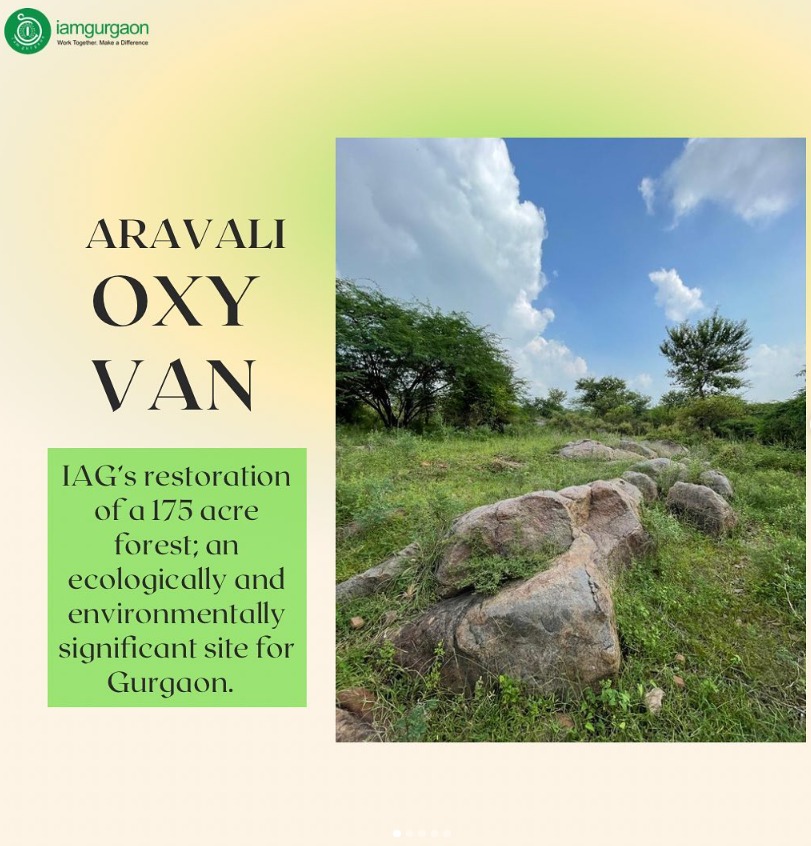 iamgurgaon
Work Together. Make a Difference
ARAVALI
OXY
VAN
IAG's restoration
of a 175 acre
forest; an
ecologically and
environmentally
significant site for
Gurgaon.